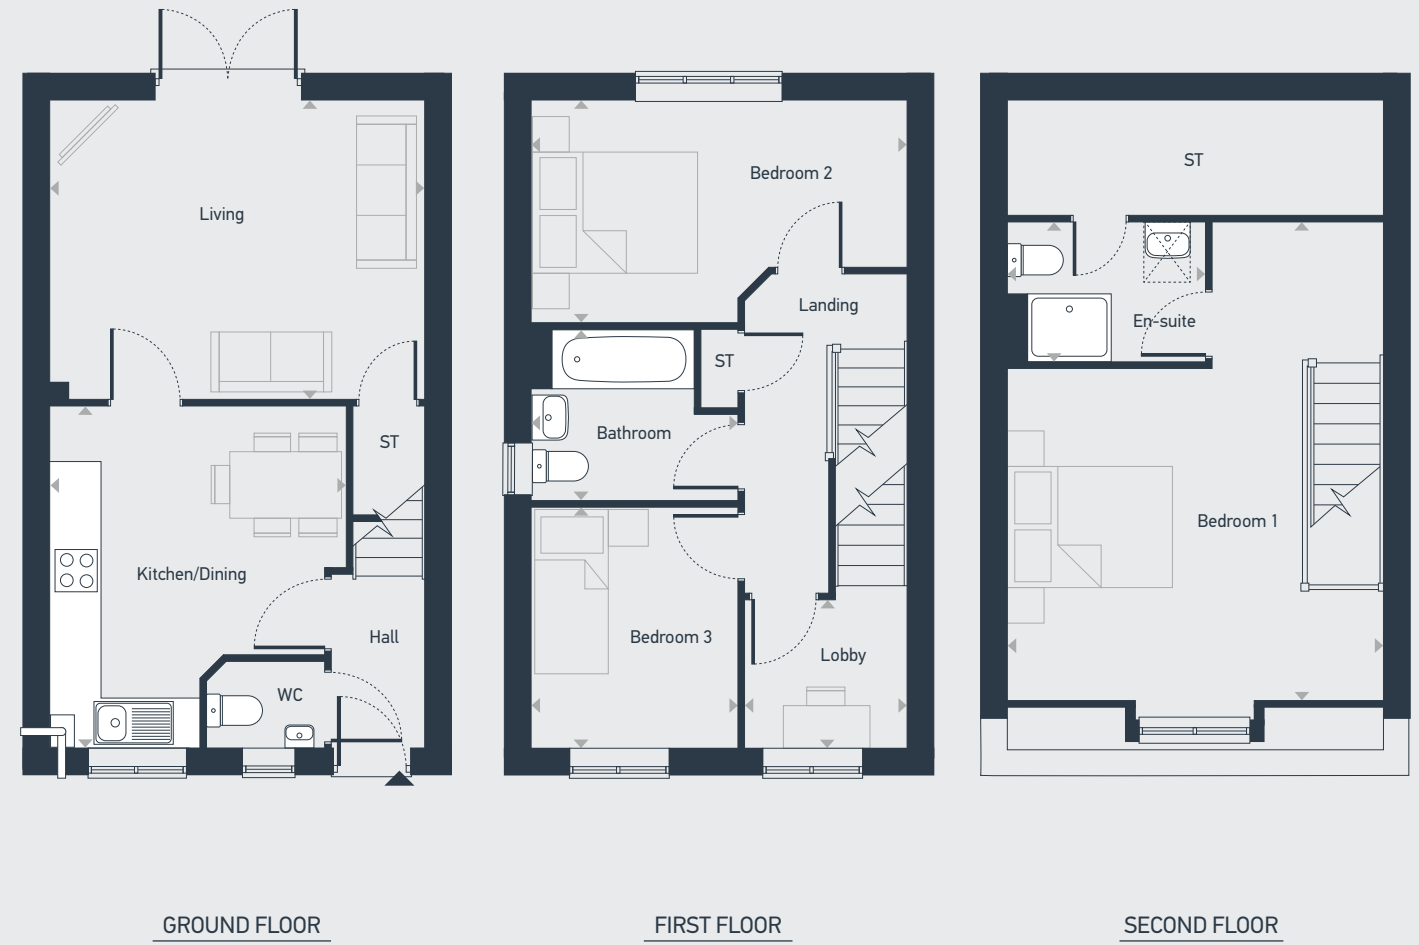 Living
ST
Kitchen/Dining
Hall
WC
GROUND FLOOR
Bedroom 2
Landing
ST
Bathroom
Bedroom 3
Lobby
FIRST FLOOR
ST
En-suite
Bedroom 1
SECOND FLOOR